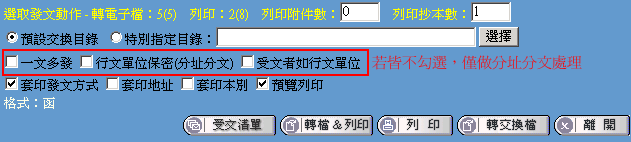 選取發文動作 - 轉電子檔：5(5) 列印：2(8) 列印附件數：0 列印抄本數：1
預設交換目錄 特別指定目錄： 選擇
一文多發 行文單位保密(分址分文) 受文者如行文單位 若皆不勾選，僅做分址分文處理
套印發文方式 套印地址 套印本別 預覽列印
格式：函
受文清單 轉檔＆列印 列 印 轉交換檔 離 開